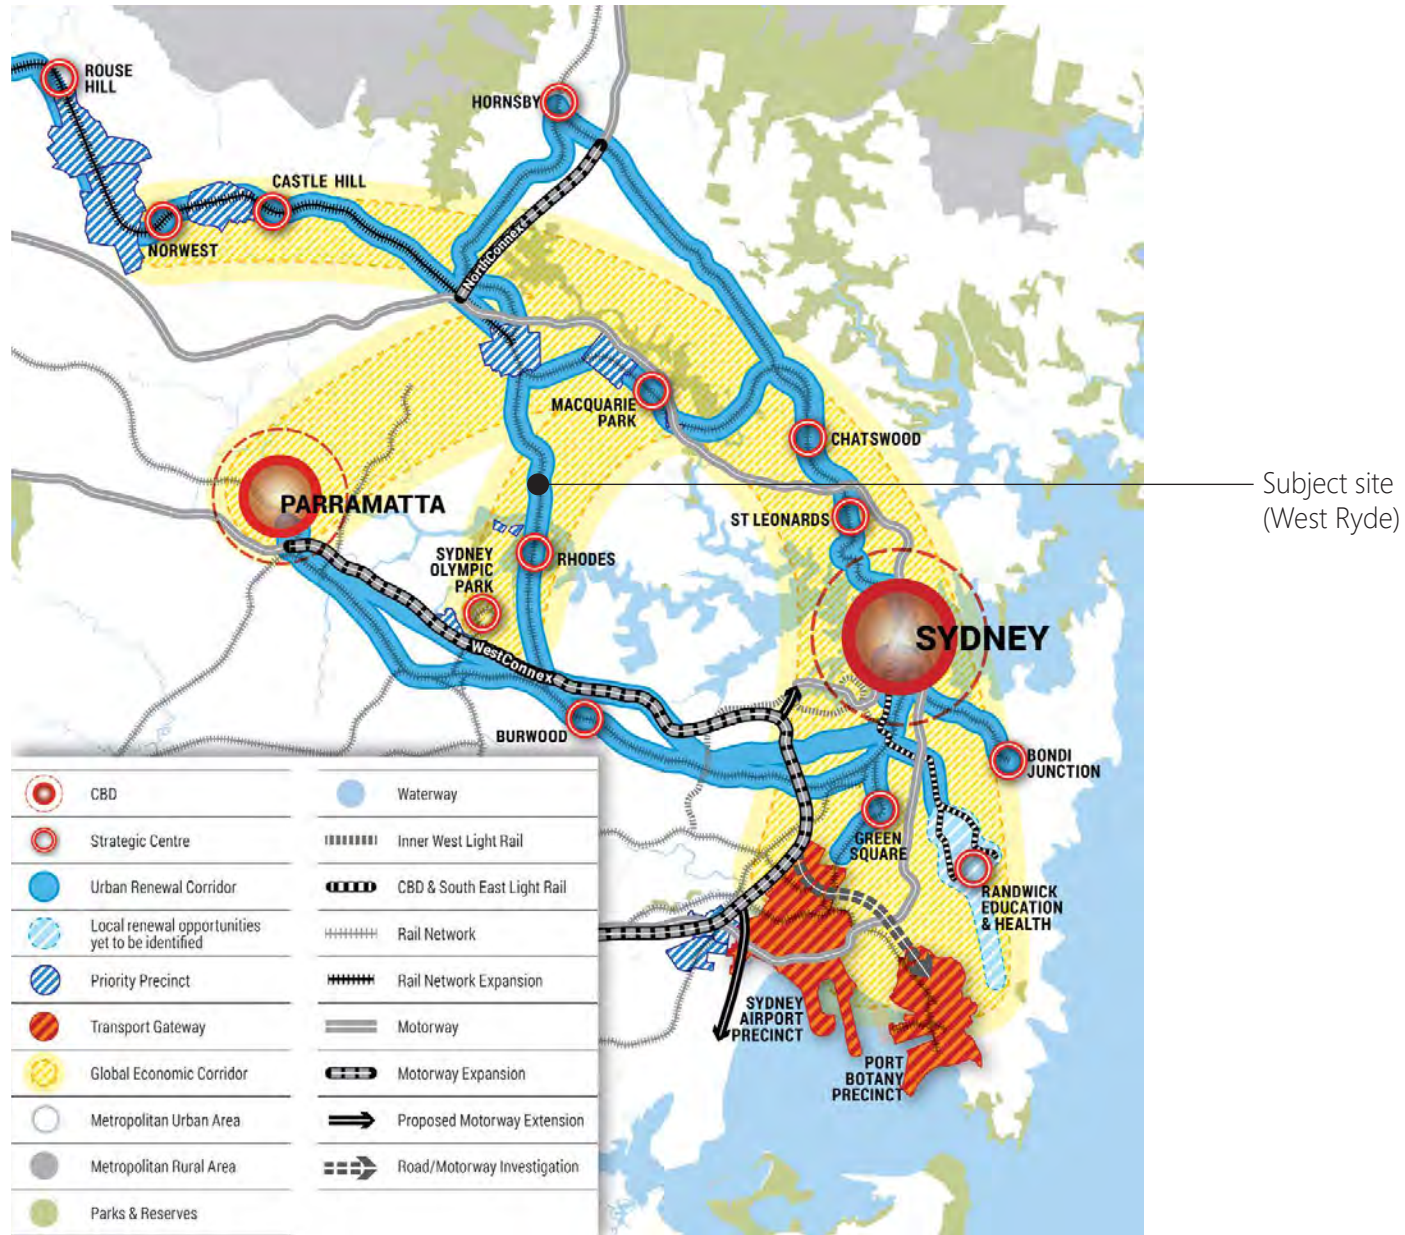 ROUSE
HILL
HORNSBY
CASTLE HILL
NORWEST
NorthConnex
MACQUARIE
PARK
CHATSWOOD
PARRAMATTA
ST LEONARDS
Subject site
(West Ryde)
SYDNEY
OLYMPIC
PARK
RHODES
SYDNEY
WestConnex
BURWOOD
BONDI
JUNCTION
GREEN
SQUARE
RANDWICK
EDUCATION
& HEALTH
SYDNEY
AIRPORT
PRECINCT
PORT
BOTANY
PRECINCT
CBD
Strategic Centre
Urban Renewal Corridor
Local renewal opportunities
yet to be identified
Priority Precinct
Transport Gateway
Global Economic Corridor
Metropolitan Urban Area
Metropolitan Rural Area
Parks & Reserves
Waterway
Inner West Light Rail
CBD & South East Light Rail
Rail Network
Rail Network Expansion
Motorway
Motorway Expansion
Proposed Motorway Extension
Road/Motorway Investigation